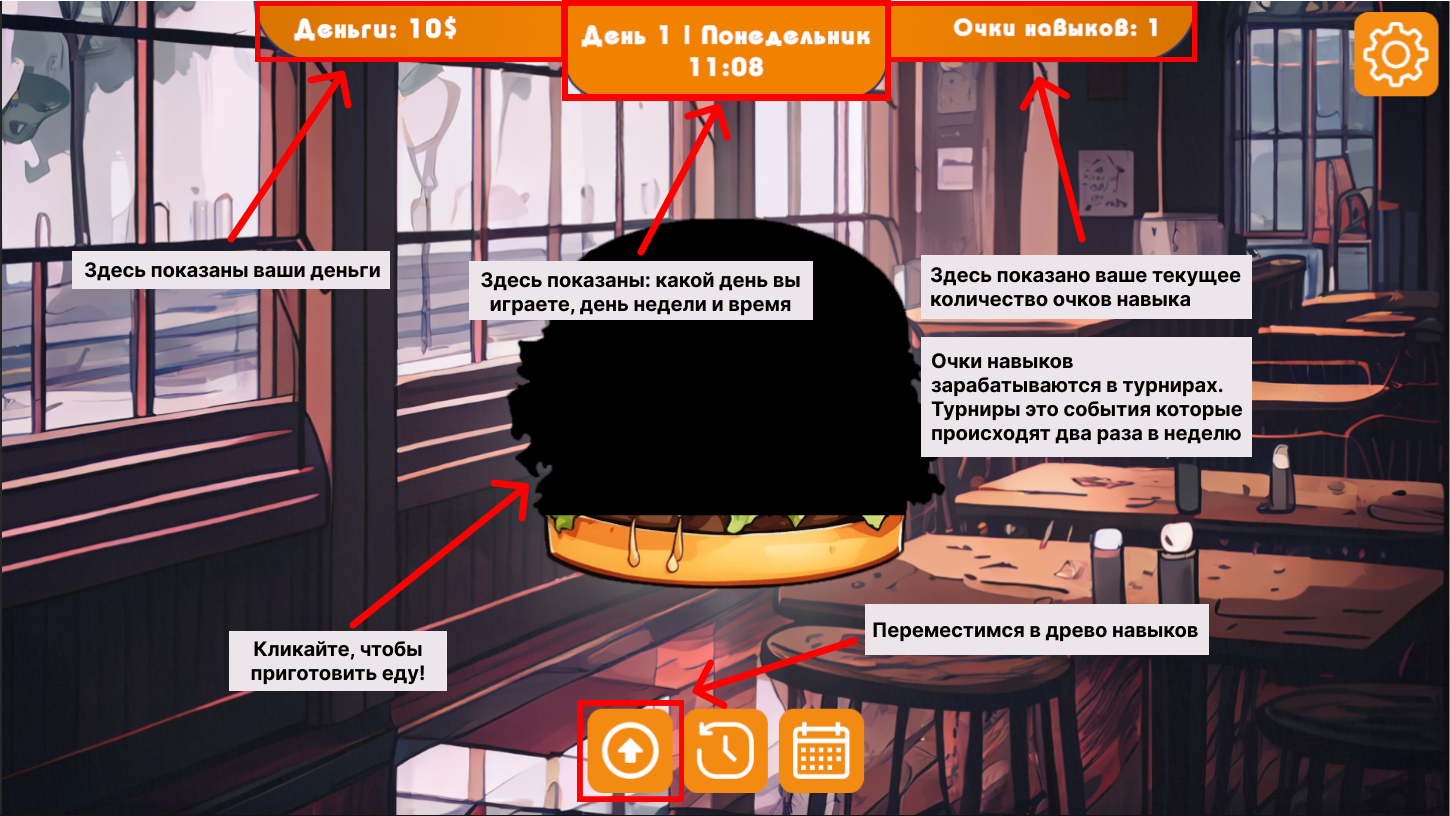 Деньги: 10$
День 1 | Понедельник
11:08
Очки навыков: 1
Здесь показаны ваши деньги
Здесь показаны: какой день вы
играете, день недели и время
Здесь показано ваше текущее
количество очков навыка
Очки навыков
зарабатываются в турнирах.
Турниры это события которые
происходят два раза в неделю
Кликайте, чтобы
приготовить еду!
Переместимся в древо навыков